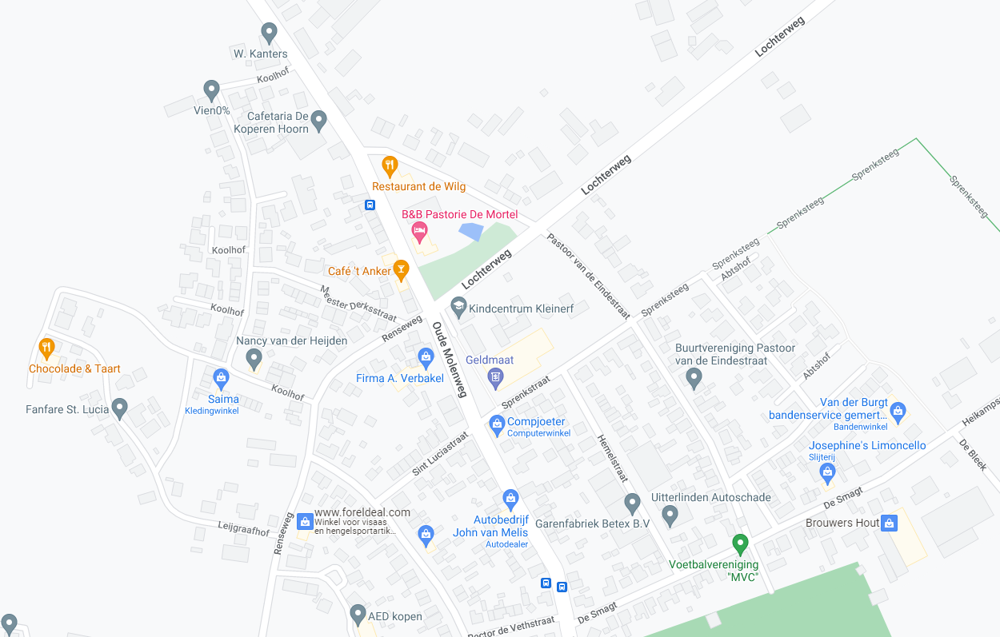 Lochterweg
W. Kanters
Koolhof
Vien0%
Cafetaria De
Koperen Hoorn
Sprenksteeg
Lochterweg
Restaurant de Wilg
Sprenksteeg
Sprenksteeg
B&B Pastorie De Mortel
Koolhof
Café 't Anker
Lochterweg
Pastoor van de Eindestraat
Sprenksteeg
Abtshof
Meester Derksstraat
Koolhof
Kindcentrum Kleinerf
Sprenksteeg
Renseweg
Oude Molenweg
Nancy van der Heijden
Chocolade & Taart
Firma A. Verbakel
Geldmaat
Buurtvereniging Pastoor
van de Eindestraat
Abtshof
Saima
Kledingwinkel
Koolhof
Fanfare St. Lucia
Sprenkstraat
Compjoeter
Computerwinkel
Van der Burgt
bandenservice gemert...
Bandenwinkel
Heikampsi
Sint Luciastraat
Hemelstraat
Josephine's Limoncello
Slijterij
De Bleek
www.foreldeal.com
Winkel voor visaas
en hengelsportartik...
Leijgraafhof
Renseweg
Autobedrijf
John van Melis
Autodealer
Garenfabriek Betex B.V
Uitterlinden Autoschade
De Smagt
Brouwers Hout
Voetbalvereniging
"MVC"
AED kopen
De Smagt
Rector de Vethstraat